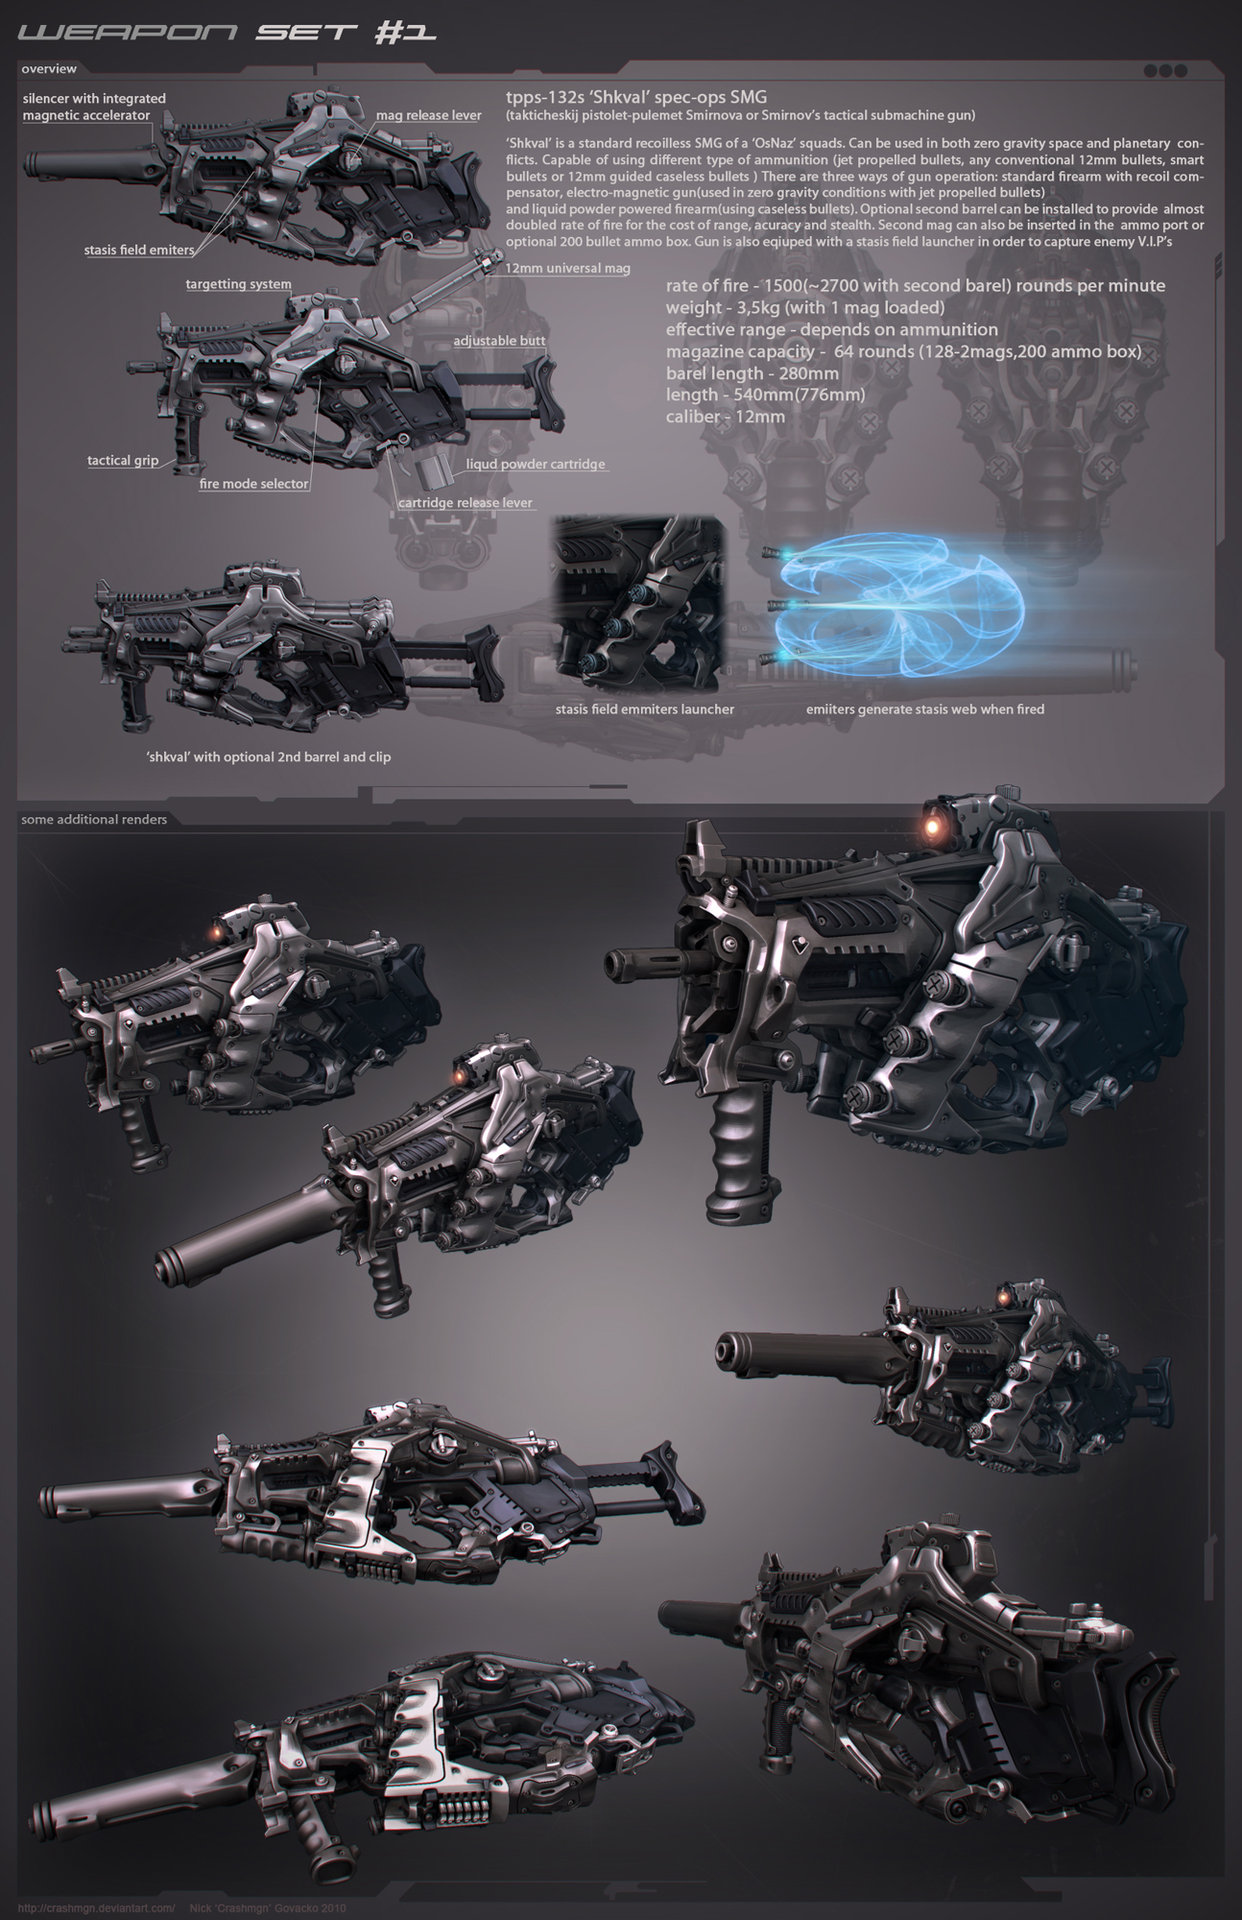 WEAPON SET #1
overview
silencer with integrated
magnetic accelerator
mag release lever
stasis field emiters
tpps-132s ‘Shkval’ spec-ops SMG
(takticheskij pistolet-pulemet Smirnova or Smirnov’s tactical submachine gun)
‘Shkval’ is a standard recoilless SMG of a ‘OsNaz’ squads. Can be used in both zero gravity space and planetary con-
flicts. Capable of using different type of ammunition (jet propelled bullets, any conventional 12mm bullets, smart
bullets or 12mm guided caseless bullets ) There are three ways of gun operation: standard firearm with recoil com-
pensator, electro-magnetic gun(used in zero gravity conditions with jet propelled bullets)
and liquid powder powered firearm(using caseless bullets). Optional second barrel can be installed to provide almost
doubled rate of fire for the cost of range, acuracy and stealth. Second mag can also be inserted in the ammo port or
optional 200 bullet ammo box. Gun is also eqiuped with a stasis field launcher in order to capture enemy V.I.P’s
12mm universal mag
targetting system
adjustable butt
tactical grip
fire mode selector
liqud powder cartridge
cartridge release lever
rate of fire - 1500(~2700 with second barel) rounds per minute
weight - 3,5kg (with 1 mag loaded)
effective range - depends on ammunition
magazine capacity - 64 rounds (128-2mags,200 ammo box)
barel length - 280mm
length - 540mm(776mm)
caliber - 12mm
stasis field emmiters launcher
emiiters generate stasis web when fired
‘shkval’ with optional 2nd barrel and clip
some additional renders
http://crashmgn.deviantart.com/ Nick ‘Crashmgn’ Govacko 2010